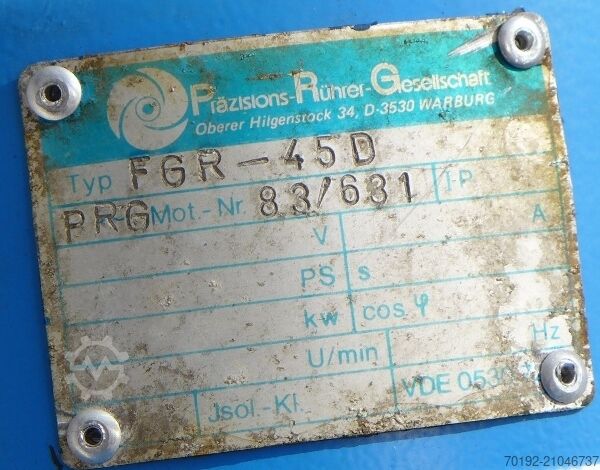 Präzisions-Rührer-Gesellschaft
Oberer Hilgenstock 34, D-3530 WARBURG
Typ FGR-45D
PRG Mot.-Nr. 83/631 I-P
V A
PS s
kw cos φ
U/min Hz
Jsol.-Kl. VDE 0530
70192-21046737